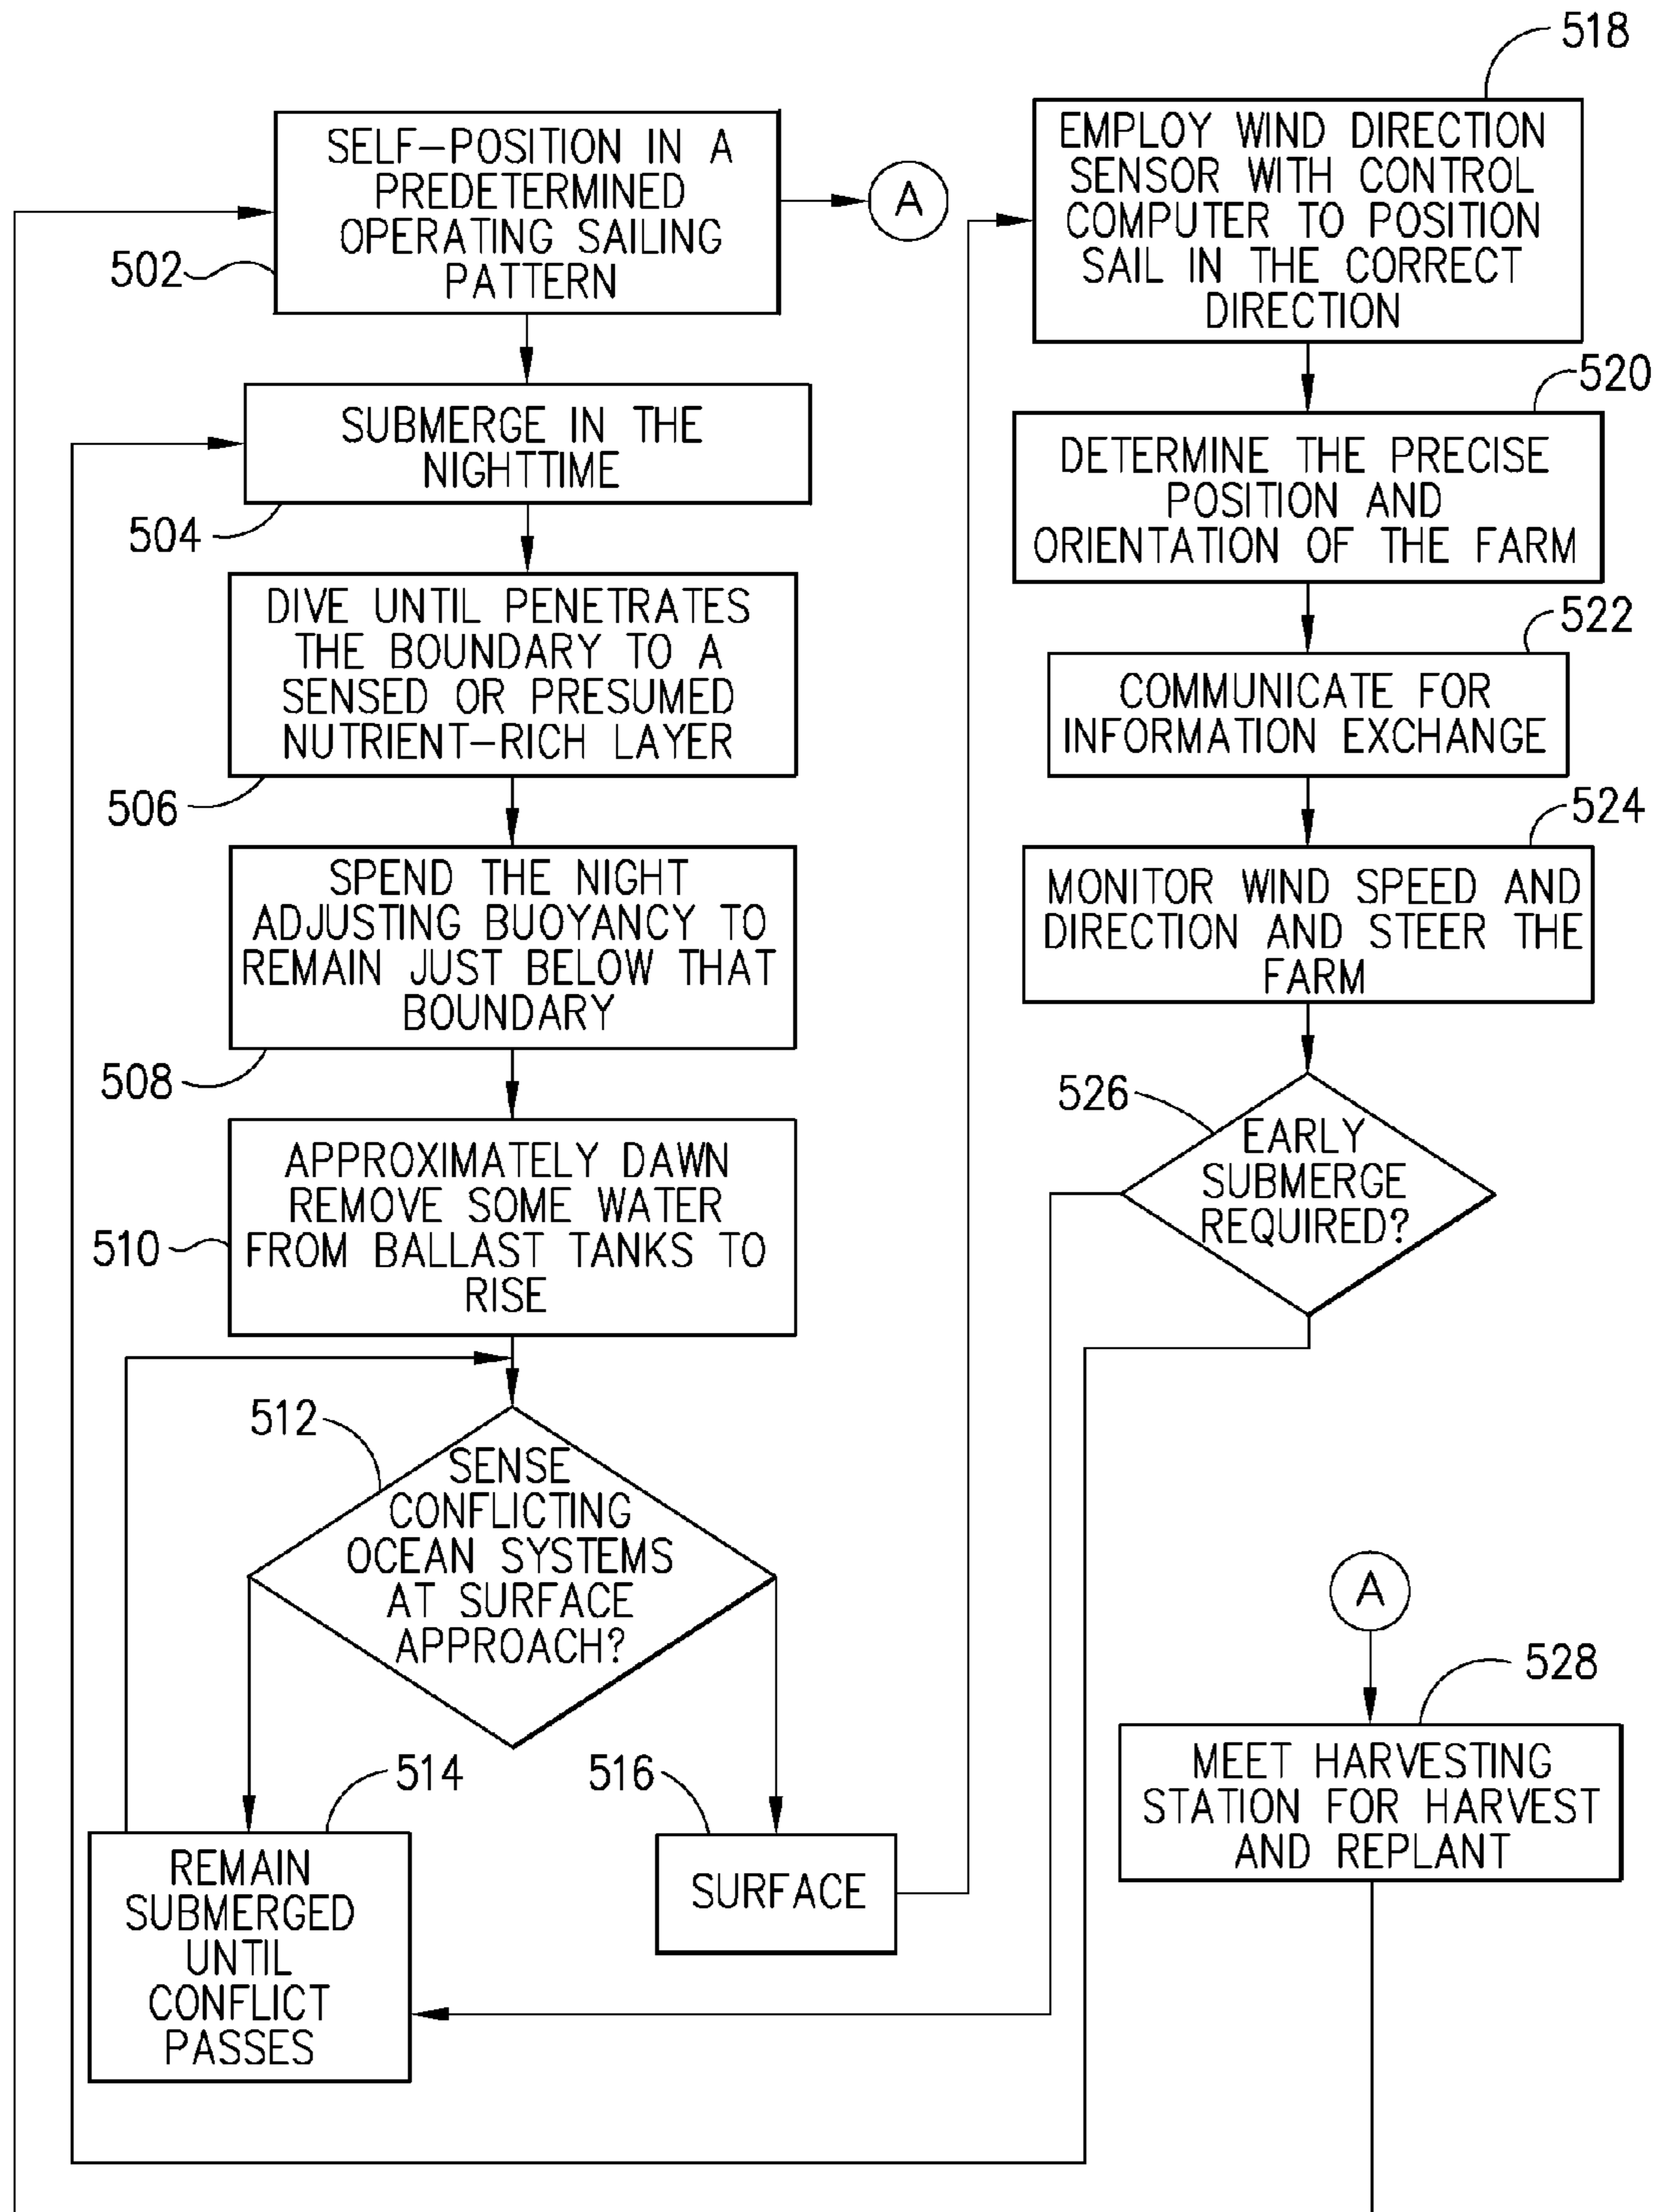 SELF-POSITION IN A
PREDETERMINED
OPERATING SAILING
PATTERN
502
A
SUBMERGE IN THE
NIGHTTIME
504
DIVE UNTIL PENETRATES
THE BOUNDARY TO A
SENSED OR PRESUMED
NUTRIENT-RICH LAYER
506
SPEND THE NIGHT
ADJUSTING BUOYANCY TO
REMAIN JUST BELOW THAT
BOUNDARY
508
APPROXIMATELY DAWN
REMOVE SOME WATER
FROM BALLAST TANKS TO
RISE
510
512
SENSE
CONFLICTING
OCEAN SYSTEMS
AT SURFACE
APPROACH?
514
REMAIN
SUBMERGED
UNTIL
CONFLICT
PASSES
516
SURFACE
518
EMPLOY WIND DIRECTION
SENSOR WITH CONTROL
COMPUTER TO POSITION
SAIL IN THE CORRECT
DIRECTION
520
DETERMINE THE PRECISE
POSITION AND
ORIENTATION OF THE FARM
522
COMMUNICATE FOR
INFORMATION EXCHANGE
524
MONITOR WIND SPEED AND
DIRECTION AND STEER THE
FARM
526
EARLY
SUBMERGE
REQUIRED?
A
528
MEET HARVESTING
STATION FOR HARVEST
AND REPLANT